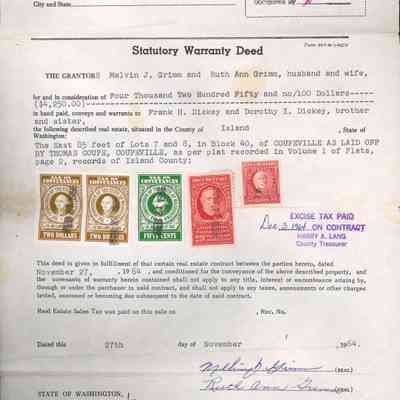 City and State
Statutory Warranty Deed
THE GRANTORS Melvin J. Grimm and Ruth Ann Grimm, husband and wife,
for and in consideration of Four Thousand Two Hundred Fifty and no/100 Dollars
($4,250.00)
in hand paid, conveys and warrants to Frank H. Dickey and Dorothy I. Dickey, brother
and sister,
the following described real estate, situated in the County of Island , State of
Washington:
The East 85 feet of Lots 7 and 8, in Block 40, of COUPEVILLE AS LAID OFF
BY THOMAS COUPE, COUPEVILLE, as per plat recorded in Volume 1 of Plats,
page 2, records of Island County:
TWO DOLLARS
TWO DOLLARS
FIFTY CENTS
EXCISE TAX PAID
Dec 2 1964 ON CONTRACT
HARRY A. LANG
County Treasurer
This deed is given in fulfillment of that certain real estate contract between the parties hereto, dated
November 27, , 1964 , and conditioned for the conveyance of the above described property, and
the covenants of warranty herein contained shall not apply to any title, interest or encumbrance arising by,
through or under the purchaser in said contract, and shall not apply to any taxes, assessments or other charges
levied, assessed or becoming due subsequent to the date of said contract.
Real Estate Sales Tax was paid on this sale on , Rec. No.
Dated this 27th day of November , 1964.
(SEAL)
Ruth Ann Grimm (SEAL)
STATE OF WASHINGTON,